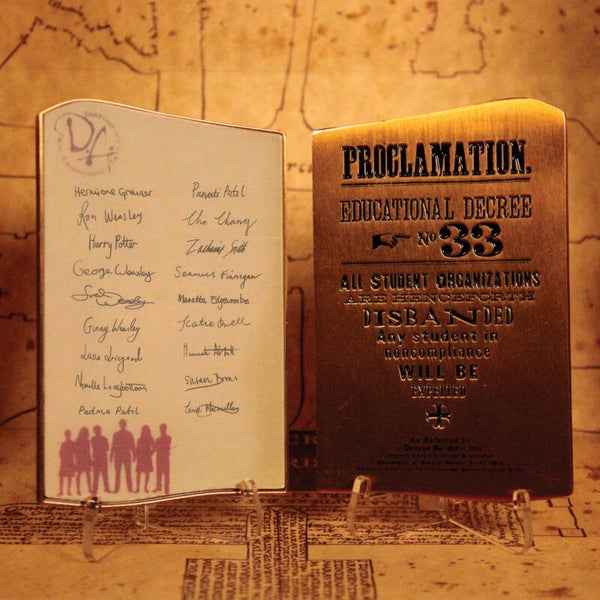 DA
Hermione Granger
Ron Weasley
Harry Potter
George Weasley
Fred Weasley
Ginny Weasley
Luna Lovegood
Neville Longbottom
Padma Patil
Parvati Patil
Cho Chang
Zacharias Smith
Seamus Finnigan
Marietta Edgecombe
Katie Bell
Hannah Abbott
Susan Bones
Ernie Macmillan
PROCLAMATION.
EDUCATIONAL DECREE
No 33
ALL STUDENT ORGANIZATIONS
ARE HENCEFORTH
DISBANDED
Any student in
noncompliance
WILL BE
EXPELLED
As Referred to